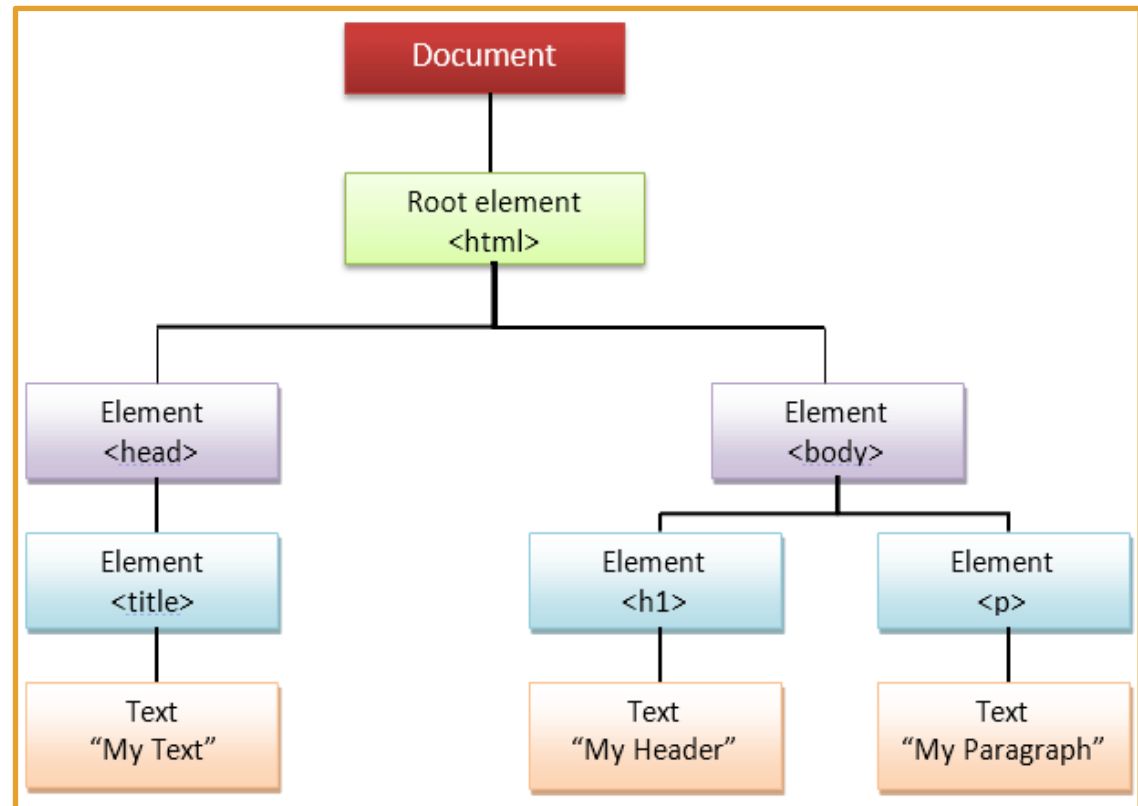 Document
Root element
<html>
Element
<head>
Element
<body>
Element
<title>
Element
<h1>
Element
<p>
Text
“My Text”
Text
“My Header”
Text
“My Paragraph”